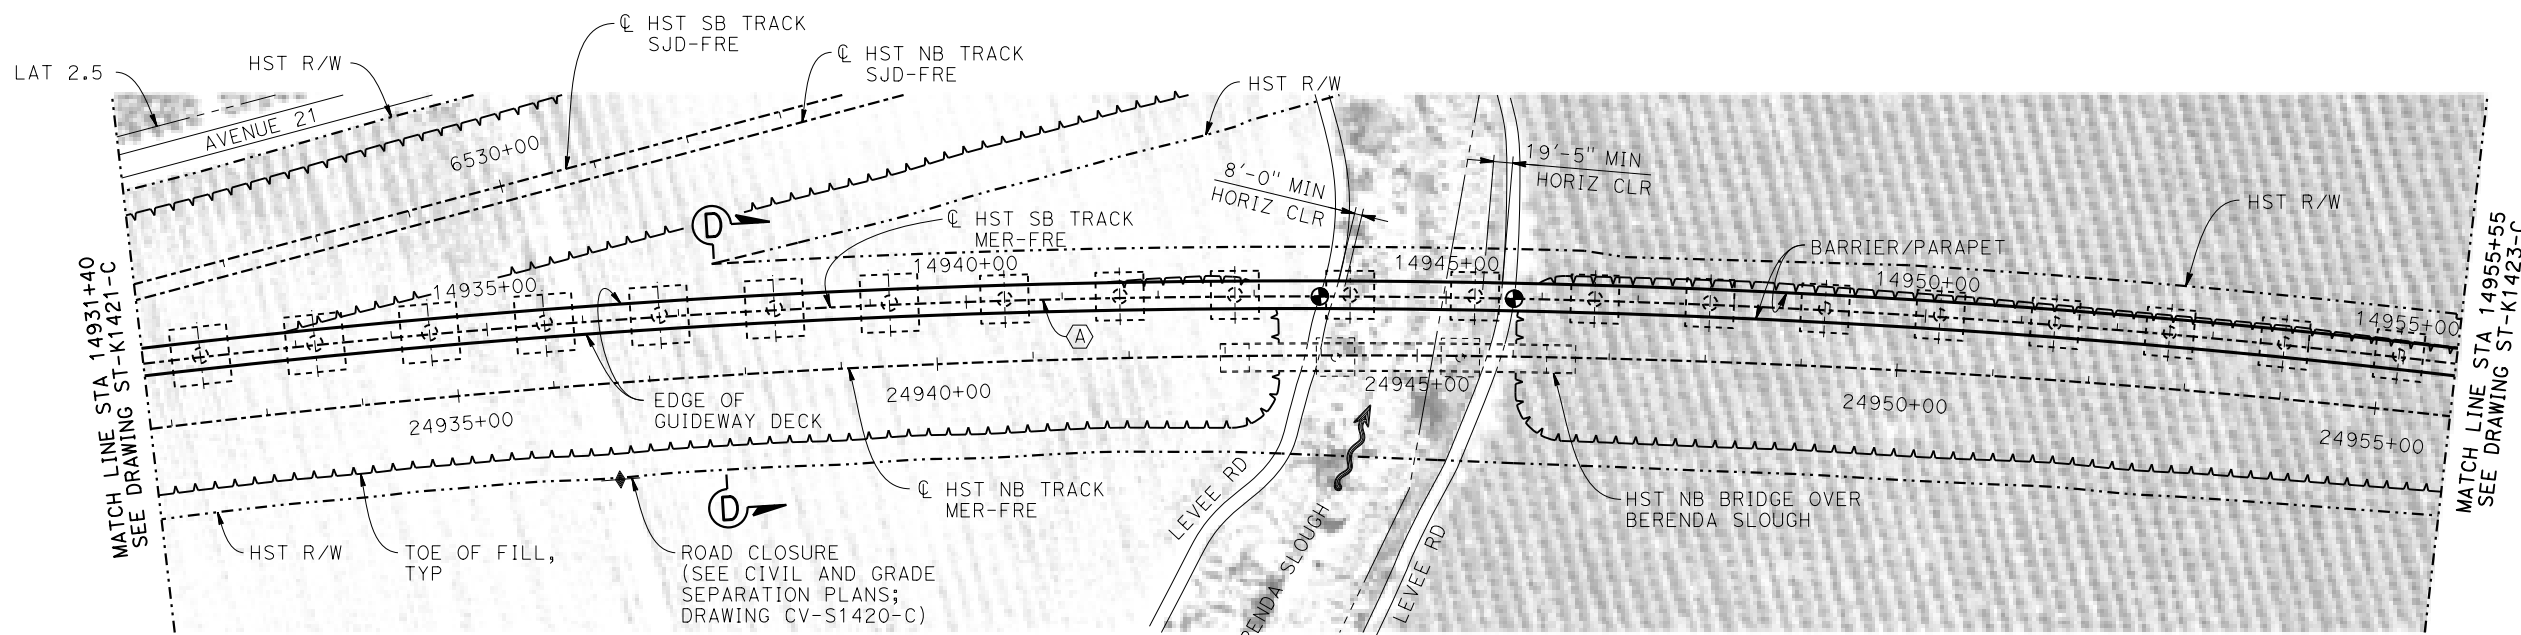 ℄ HST SB TRACK
SJD-FRE
℄ HST NB TRACK
SJD-FRE
HST R/W
LAT 2.5
HST R/W
AVENUE 21
6530+00
8'-0" MIN
HORIZ CLR
19'-5" MIN
HORIZ CLR
D
℄ HST SB TRACK
MER-FRE
HST R/W
BARRIER/PARAPET
14935+00
14940+00
14945+00
14950+00
14955+00
MATCH LINE STA 14931+40
SEE DRAWING ST-K1421-C
MATCH LINE STA 14955+55
SEE DRAWING ST-K1423-C
A
EDGE OF
GUIDEWAY DECK
24935+00
24940+00
24945+00
24950+00
24955+00
℄ HST NB TRACK
MER-FRE
D
LEVEE RD
LEVEE RD
HST NB BRIDGE OVER
BERENDA SLOUGH
HST R/W
TOE OF FILL,
TYP
ROAD CLOSURE
(SEE CIVIL AND GRADE
SEPARATION PLANS;
DRAWING CV-S1420-C)
ENDA SLOUGH